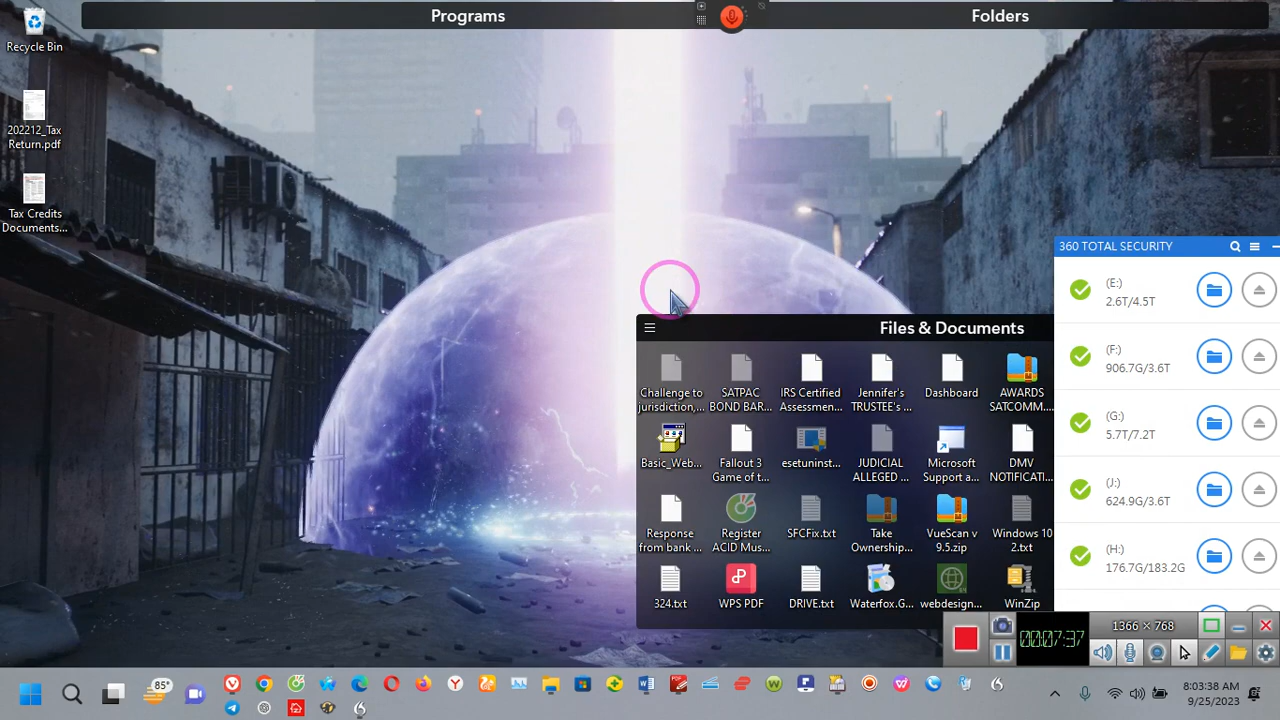 Programs
Folders
Recycle Bin
202212_Tax
Return.pdf
Tax Credits
Documents...
360 TOTAL SECURITY
(E:)
2.6T/4.5T
(F:)
906.7G/3.6T
(G:)
5.7T/7.2T
(J:)
624.9G/3.6T
(H:)
176.7G/183.2G
Files & Documents
Challenge to
jurisdiction,...
SATPAC
BOND BAR...
IRS Certified
Assessmen...
Jennifer's
TRUSTEE's ...
Dashboard
AWARDS
SATCOMM....
Basic_Web...
Fallout 3
Game of t...
esetuninst...
JUDICIAL
ALLEGED ...
Microsoft
Support a...
DMV
NOTIFICATI...
Response
from bank ...
Register
ACID Mus...
SFCFix.txt
Take
Ownership...
VueScan v
9.5.zip
Windows 10
2.txt
324.txt
WPS PDF
DRIVE.txt
Waterfox.G...
webdesign...
WinZip
1366 × 768
00:07:37
85°
8:03:38 AM
9/25/2023